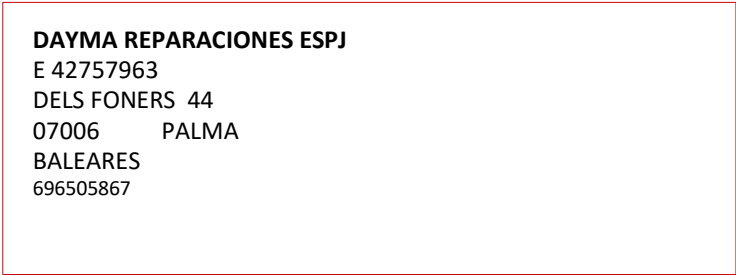 DAYMA REPARACIONES ESPJ
E 42757963
DELS FONERS 44
07006 PALMA
BALEARES
696505867